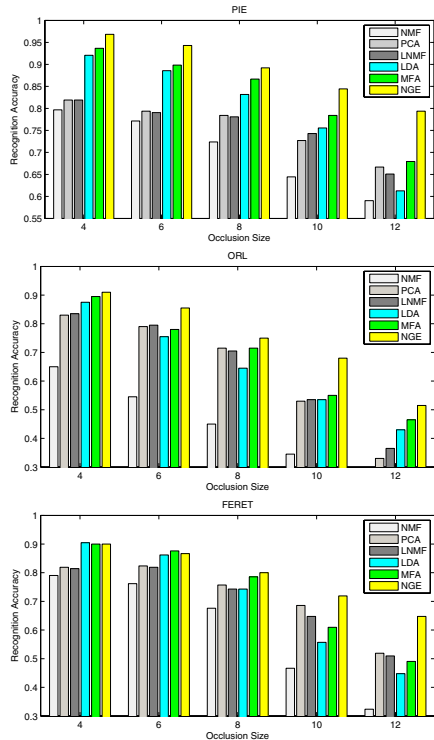 PIE
1
0.95
0.9
0.85
0.8
0.75
0.7
0.65
0.6
0.55
Recognition Accuracy
NMF
PCA
LNMF
LDA
MFA
NGE
4 6 8 10 12
Occlusion Size
ORL
1
0.9
0.8
0.7
0.6
0.5
0.4
0.3
Recognition Accuracy
NMF
PCA
LNMF
LDA
MFA
NGE
4 6 8 10 12
Occlusion Size
FERET
1
0.9
0.8
0.7
0.6
0.5
0.4
0.3
Recognition Accuracy
NMF
PCA
LNMF
LDA
MFA
NGE
4 6 8 10 12
Occlusion Size